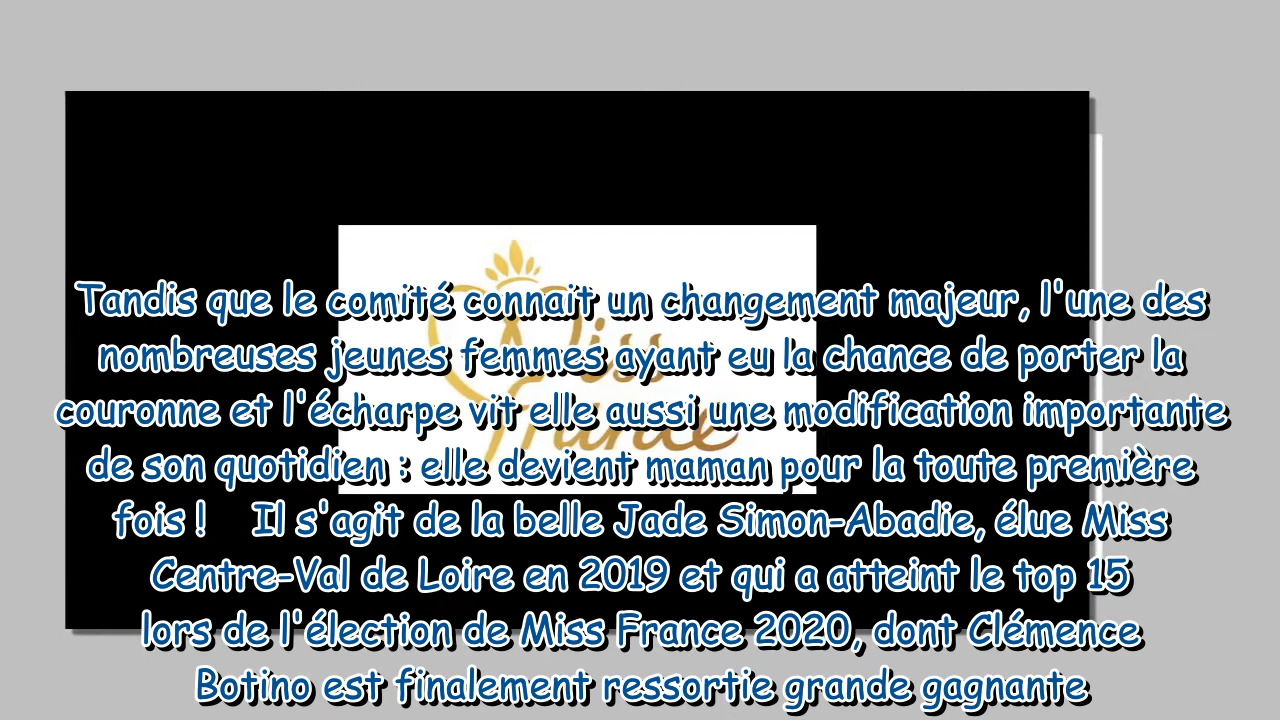 Tandis que le comité connait un changement majeur, l'une des
nombreuses jeunes femmes ayant eu la chance de porter la
couronne et l'écharpe vit elle aussi une modification importante
de son quotidien : elle devient maman pour la toute première
fois ! Il s'agit de la belle Jade Simon-Abadie, élue Miss
Centre-Val de Loire en 2019 et qui a atteint le top 15
lors de l'élection de Miss France 2020, dont Clémence
Botino est finalement ressortie grande gagnante
Miss
France